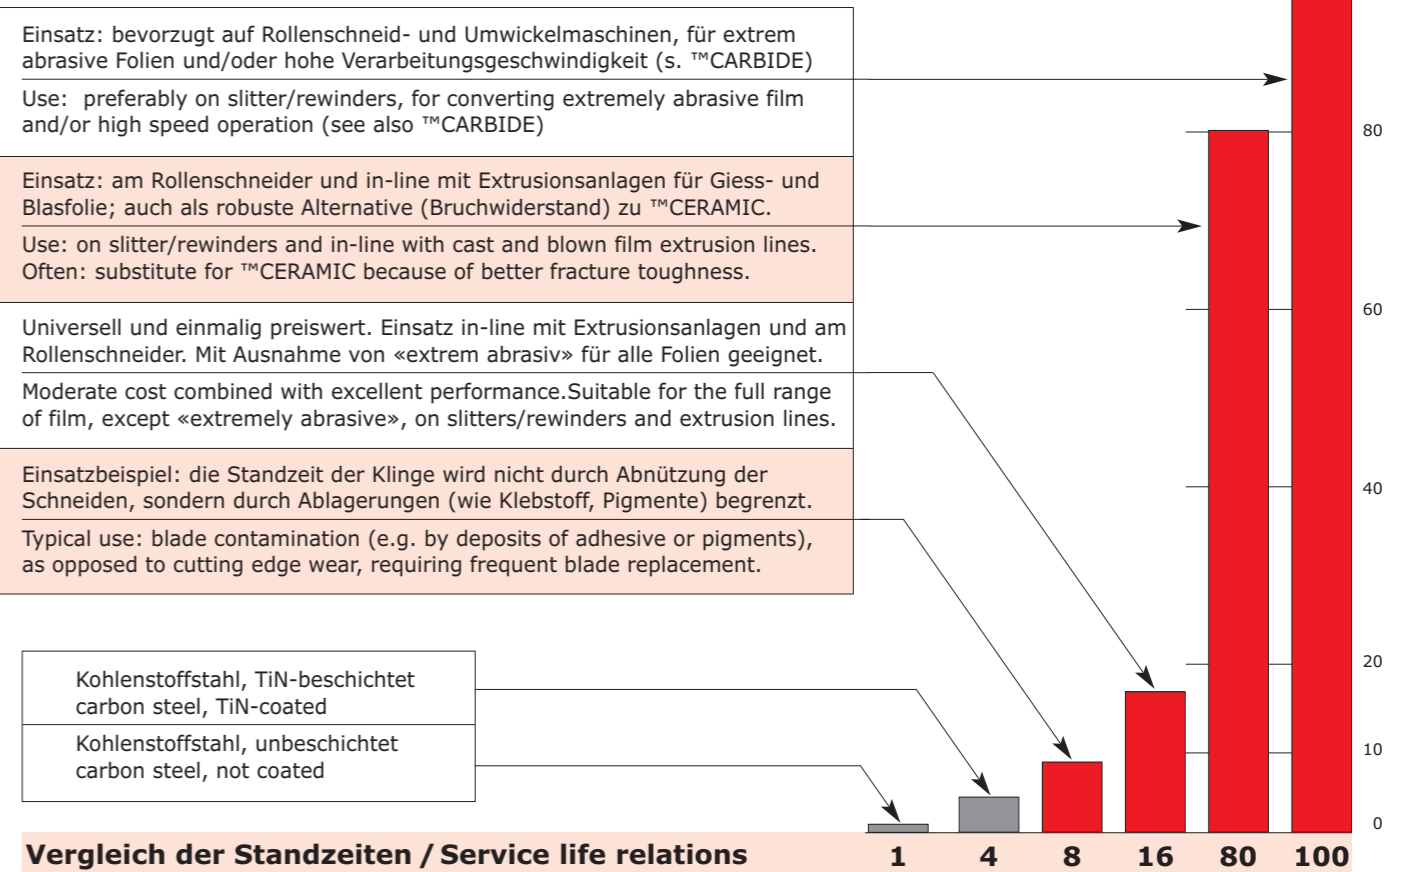 Einsatz: bevorzugt auf Rollenschneid- und Umwickelmaschinen, für extrem
abrasive Folien und/oder hohe Verarbeitungsgeschwindigkeit (s. ™CARBIDE)
Use: preferably on slitter/rewinders, for converting extremely abrasive film
and/or high speed operation (see also ™CARBIDE)
Einsatz: am Rollenschneider und in-line mit Extrusionsanlagen für Giess- und
Blasfolie; auch als robuste Alternative (Bruchwiderstand) zu ™CERAMIC.
Use: on slitter/rewinders and in-line with cast and blown film extrusion lines.
Often: substitute for ™CERAMIC because of better fracture toughness.
Universell und einmalig preiswert. Einsatz in-line mit Extrusionsanlagen und am
Rollenschneider. Mit Ausnahme von «extrem abrasiv» für alle Folien geeignet.
Moderate cost combined with excellent performance.Suitable for the full range
of film, except «extremely abrasive», on slitters/rewinders and extrusion lines.
Einsatzbeispiel: die Standzeit der Klinge wird nicht durch Abnützung der
Schneiden, sondern durch Ablagerungen (wie Klebstoff, Pigmente) begrenzt.
Typical use: blade contamination (e.g. by deposits of adhesive or pigments),
as opposed to cutting edge wear, requiring frequent blade replacement.
Kohlenstoffstahl, TiN-beschichtet
carbon steel, TiN-coated
Kohlenstoffstahl, unbeschichtet
carbon steel, not coated
80
60
40
20
10
0
Vergleich der Standzeiten / Service life relations 1 4 8 16 80 100